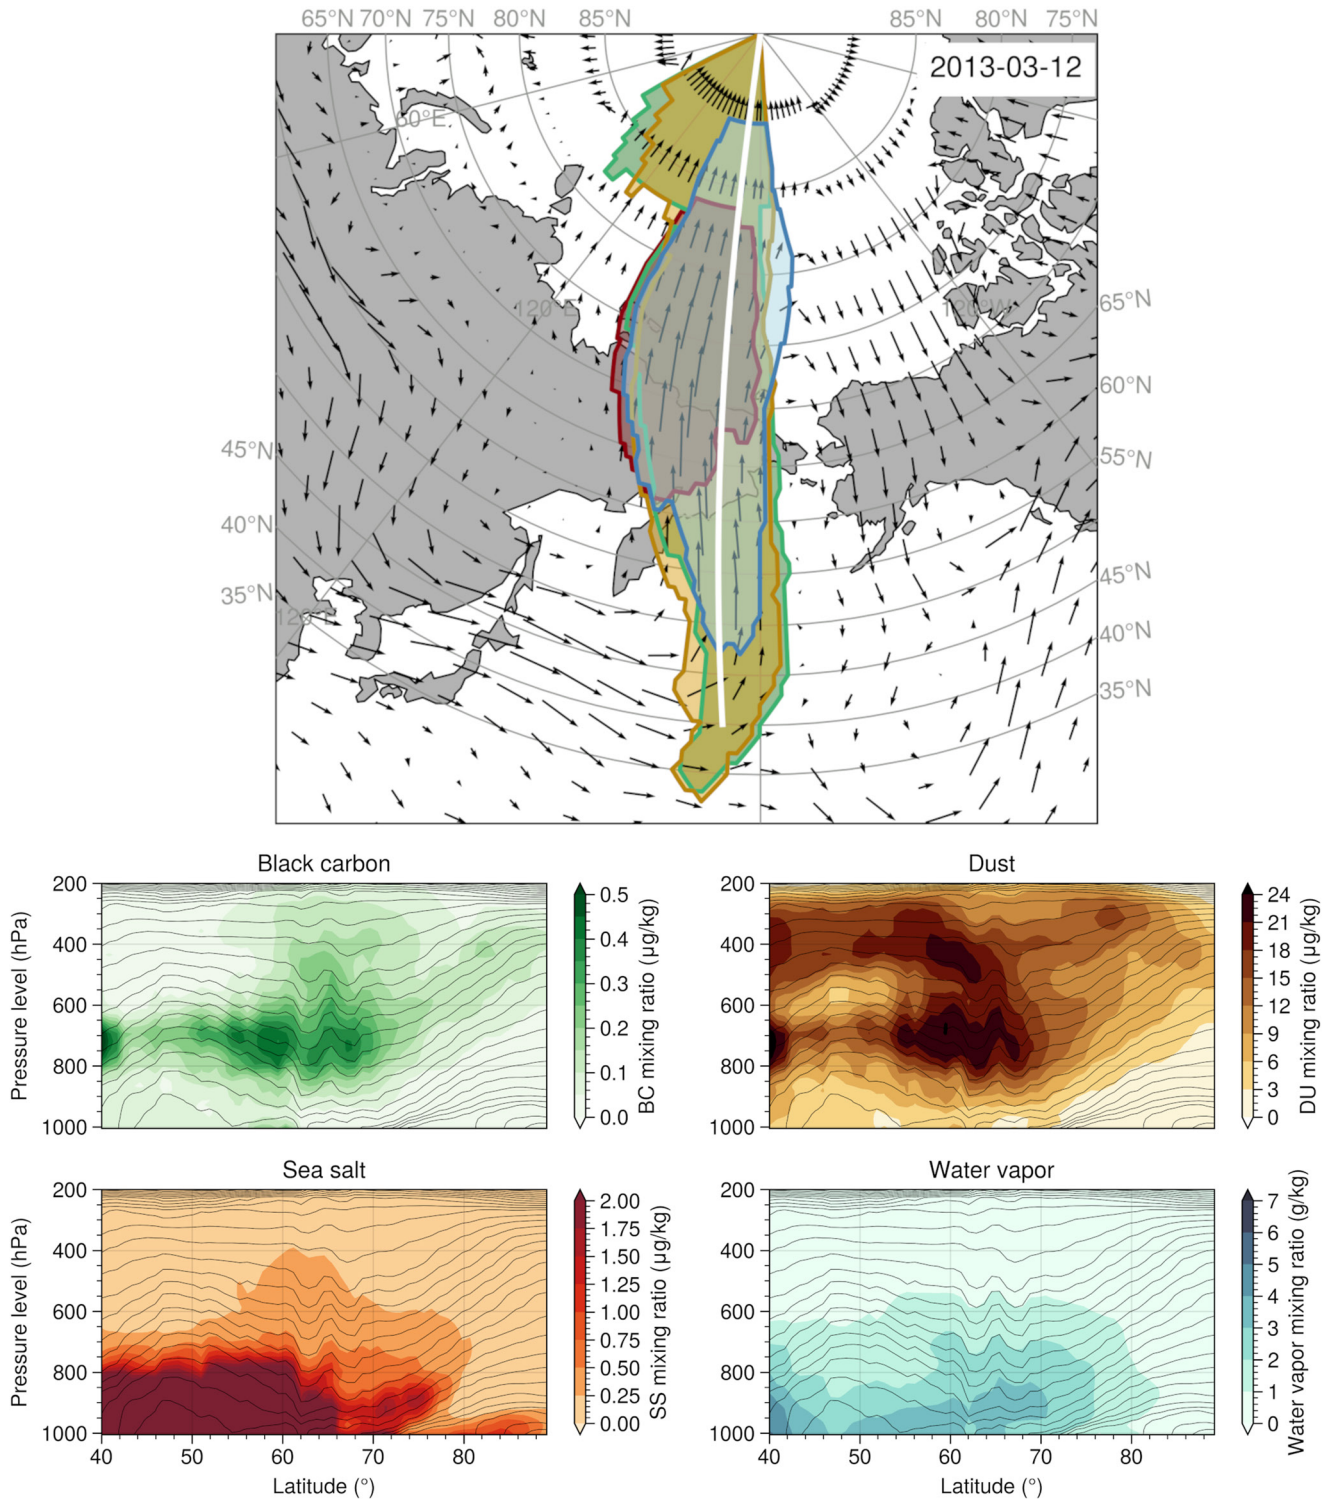 65°N 70°N 75°N 80°N 85°N 85°N 80°N 75°N
2013-03-12
60°E
120°E
120°W
65°N
60°N
45°N
55°N
40°N
45°N
35°N
120°E
40°N
35°N
Black carbon
Dust
Pressure level (hPa)
200
400
600
800
1000
0.5
0.4
0.3
0.2
0.1
0.0
BC mixing ratio (µg/kg)
200
400
600
800
1000
24
21
18
15
12
9
6
3
0
DU mixing ratio (µg/kg)
Sea salt
Water vapor
Pressure level (hPa)
200
400
600
800
1000
40 50 60 70 80
Latitude (°)
2.00
1.75
1.50
1.25
1.00
0.75
0.50
0.25
0.00
SS mixing ratio (µg/kg)
200
400
600
800
1000
40 50 60 70 80
Latitude (°)
7
6
5
4
3
2
1
0
Water vapor mixing ratio (g/kg)